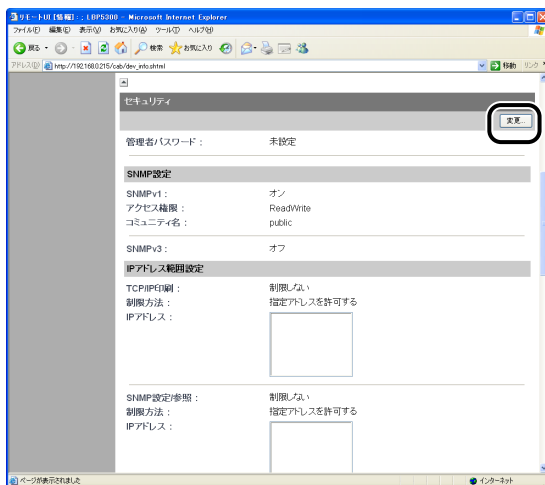 リモートUI [情報] : ; LBP5300 - Microsoft Internet Explorer
ファイル(F) 編集(E) 表示(V) お気に入り(A) ツール(T) ヘルプ(H)
戻る 検索 お気に入り
アドレス(D) http://192.168.0.215/cab/dev_info.shtml 移動 リンク
セキュリティ
変更...
管理者パスワード : 未設定
SNMP設定
SNMPv1 : オン
アクセス権限 : ReadWrite
コミュニティ名 : public
SNMPv3 : オフ
IPアドレス範囲設定
TCP/IP印刷 : 制限しない
制限方法 : 指定アドレスを許可する
IPアドレス :
SNMP設定/参照 : 制限しない
制限方法 : 指定アドレスを許可する
IPアドレス :
ページが表示されました インターネット